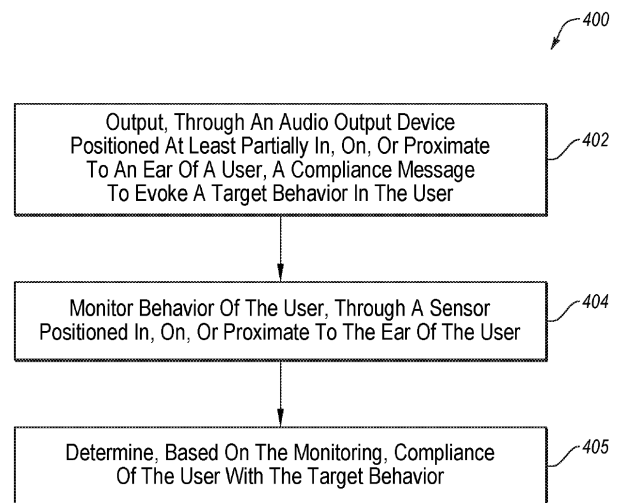 400
Output, Through An Audio Output Device
Positioned At Least Partially In, On, Or Proximate
To An Ear Of A User, A Compliance Message
To Evoke A Target Behavior In The User
402
Monitor Behavior Of The User, Through A Sensor
Positioned In, On, Or Proximate To The Ear Of The User
404
Determine, Based On The Monitoring, Compliance
Of The User With The Target Behavior
405